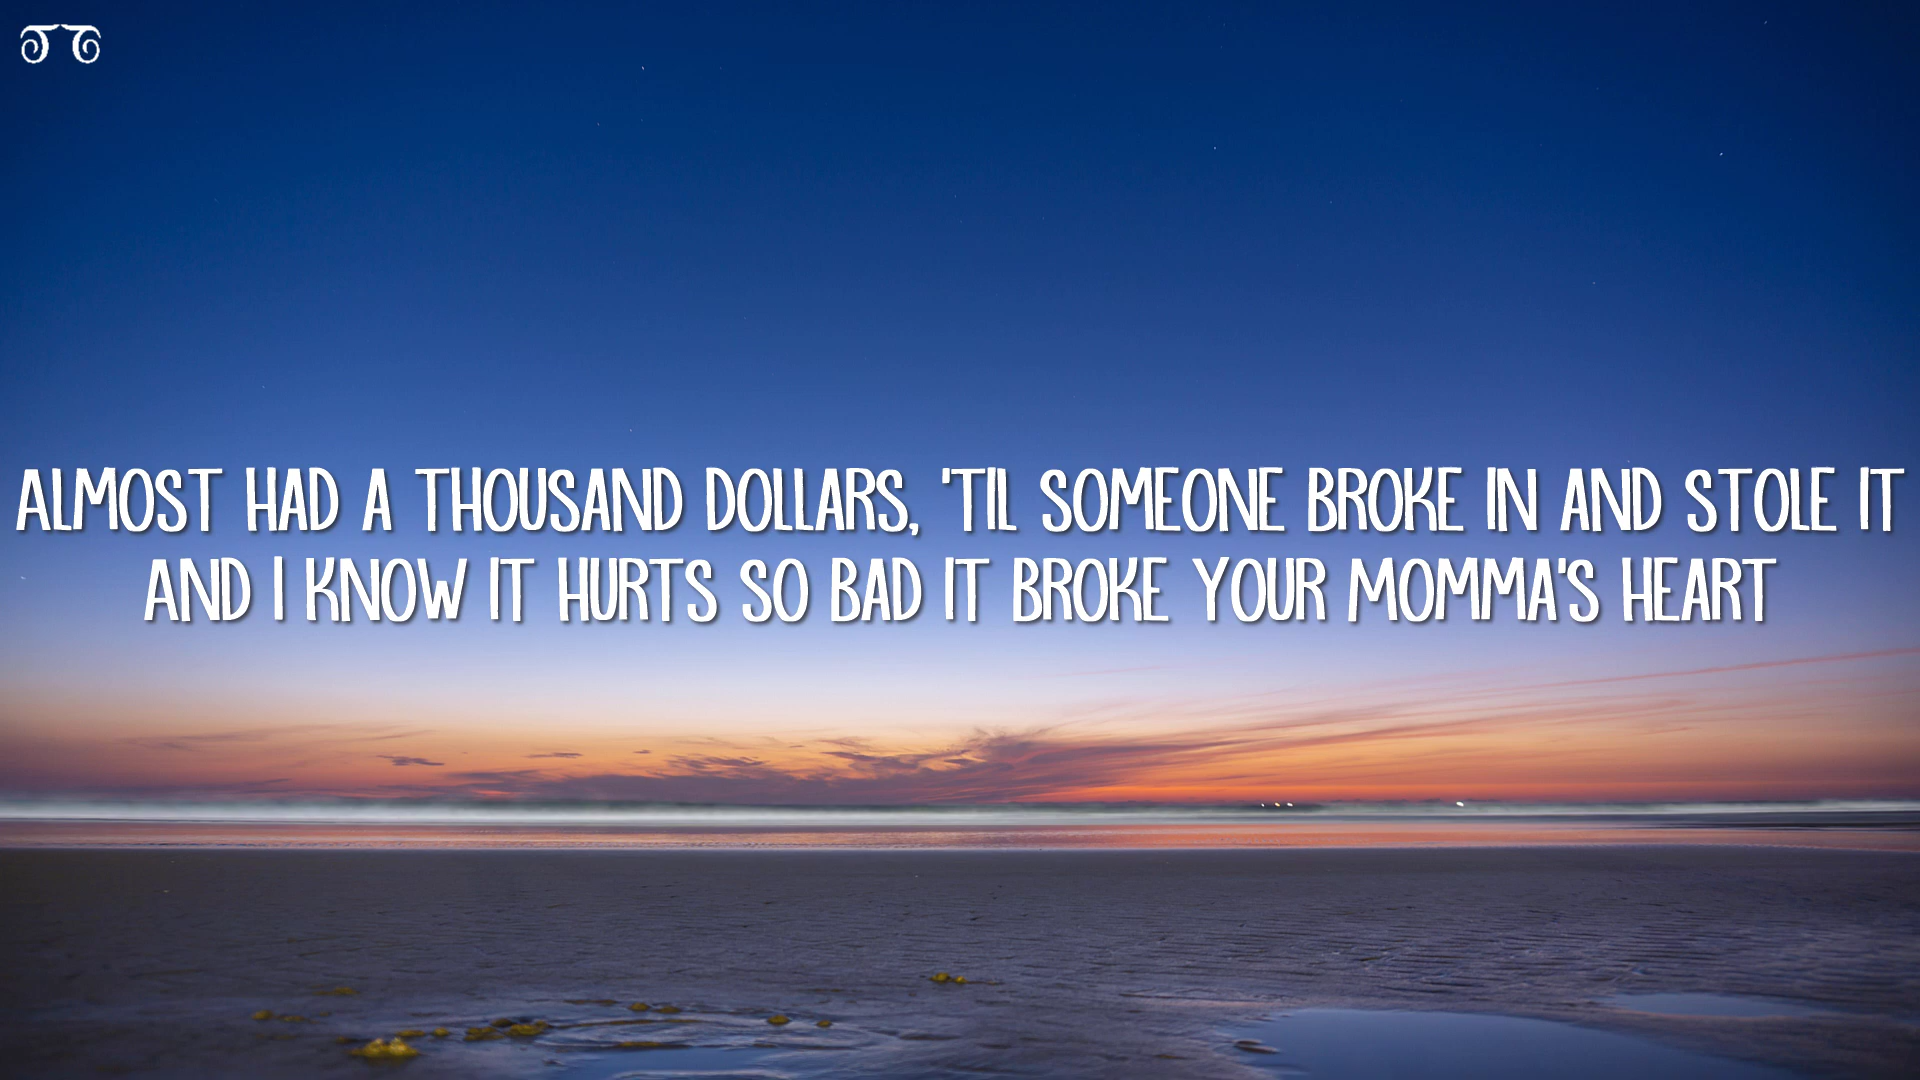 ALMOST HAD A THOUSAND DOLLARS, 'TIL SOMEONE BROKE IN AND STOLE IT
AND I KNOW IT HURTS SO BAD IT BROKE YOUR MOMMA'S HEART